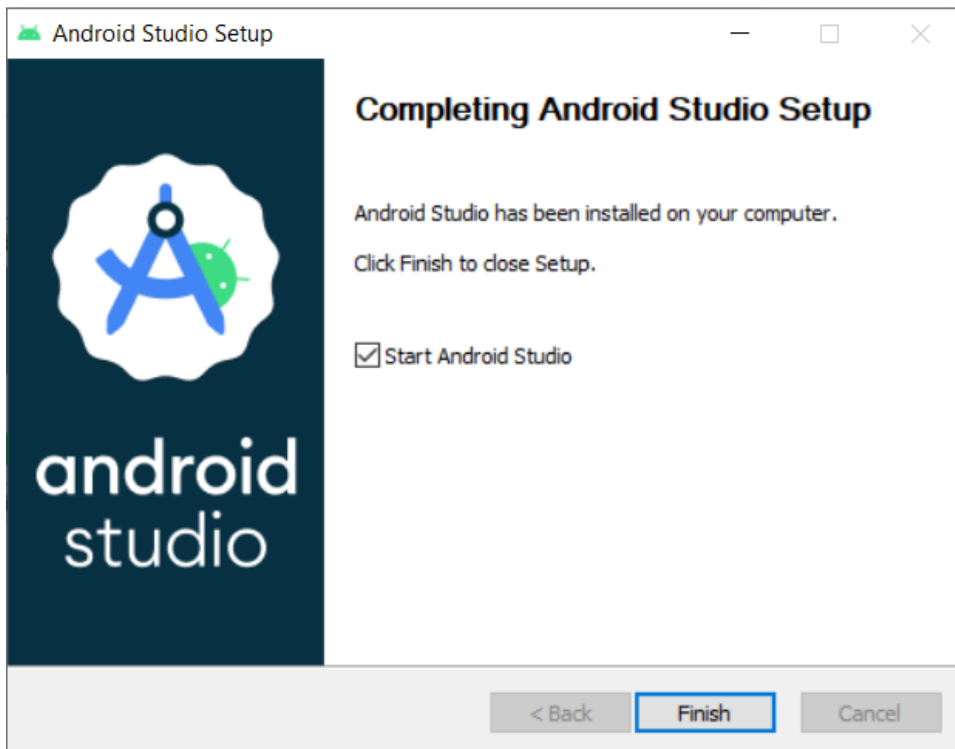 Android Studio Setup
Completing Android Studio Setup
Android Studio has been installed on your computer.
Click Finish to close Setup.
Start Android Studio
android
studio
< Back
Finish
Cancel